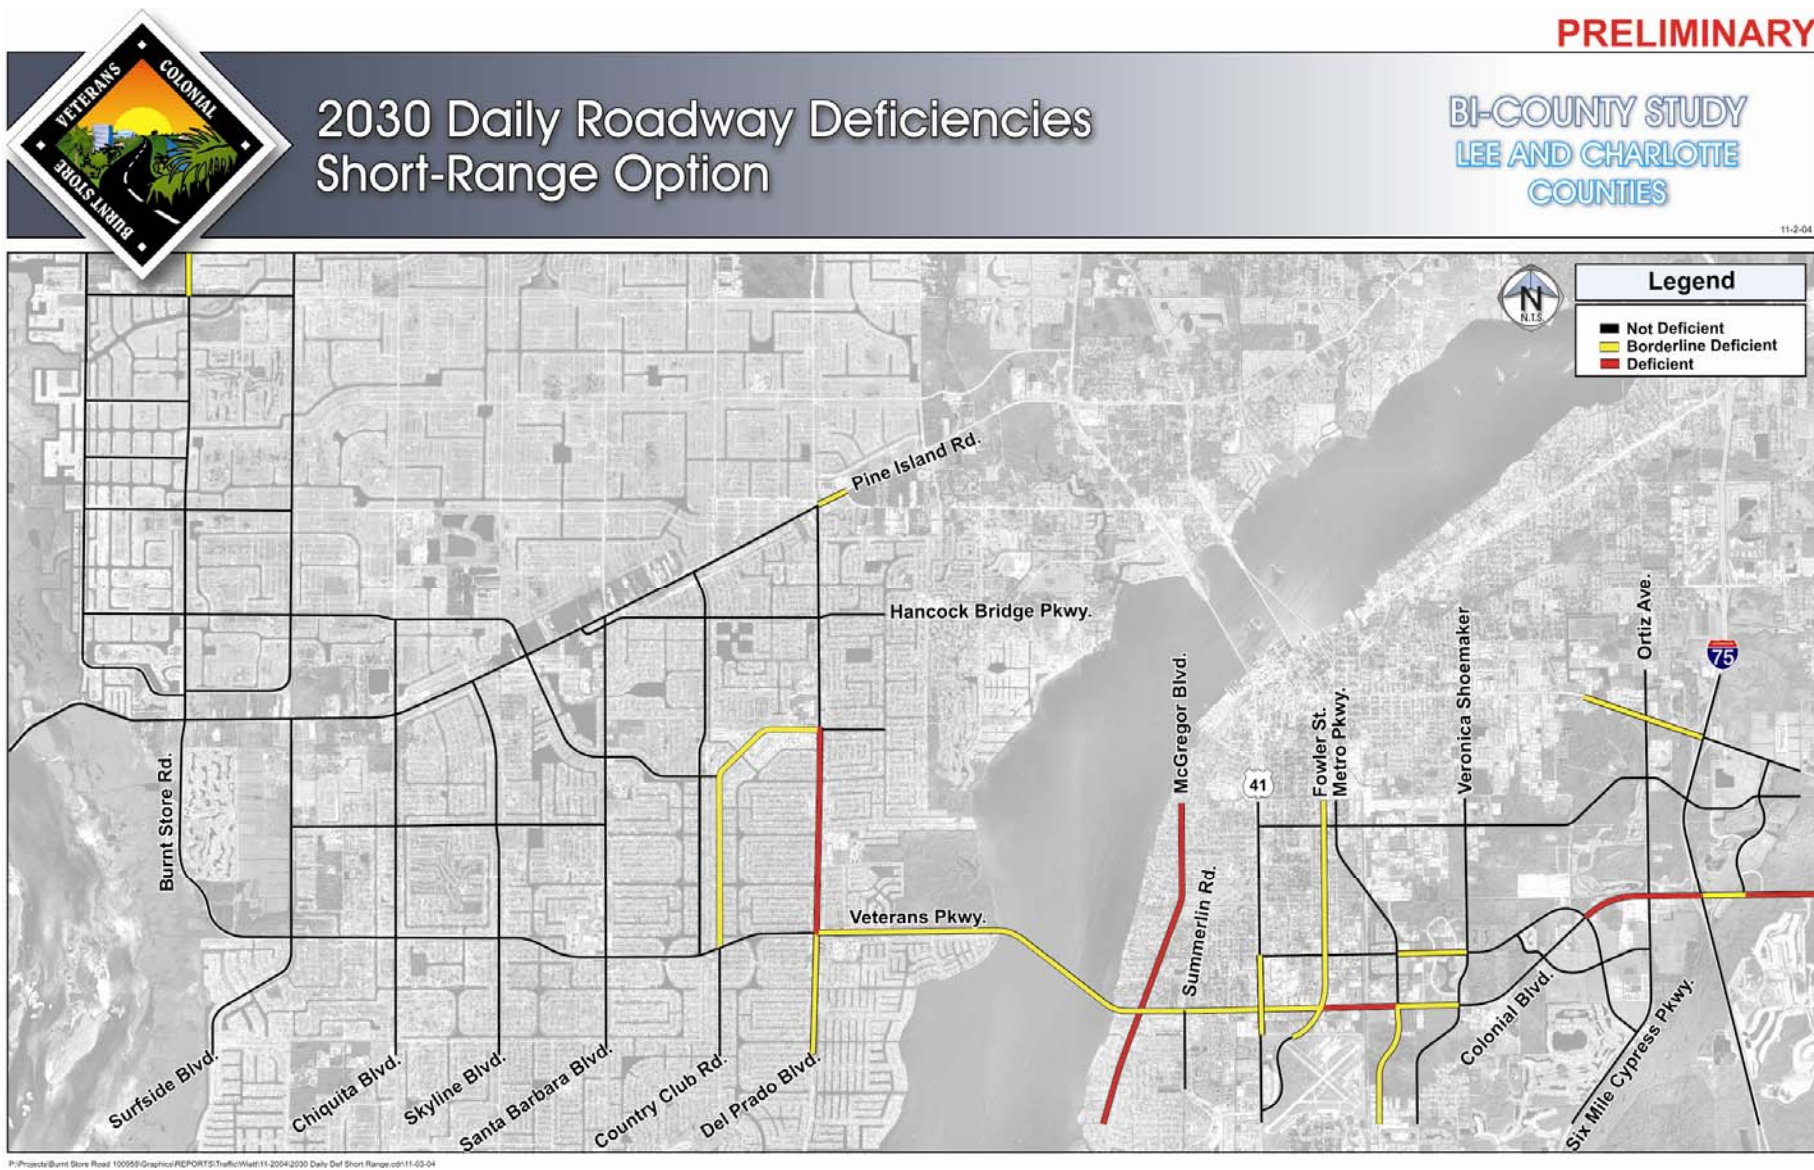 PRELIMINARY
VETERANS
COLONIAL
BURNT STORE
2030 Daily Roadway Deficiencies
Short-Range Option
BI-COUNTY STUDY
LEE AND CHARLOTTE
COUNTIES
11-2-04
N
N.T.S.
Legend
Not Deficient
Borderline Deficient
Deficient
Pine Island Rd.
Hancock Bridge Pkwy.
Ortiz Ave.
75
Veronica Shoemaker
McGregor Blvd.
Fowler St.
Metro Pkwy.
41
Burnt Store Rd.
Summerlin Rd.
Veterans Pkwy.
Colonial Blvd.
Six Mile Cypress Pkwy.
Surfside Blvd.
Chiquita Blvd.
Skyline Blvd.
Santa Barbara Blvd.
Country Club Rd.
Del Prado Blvd.